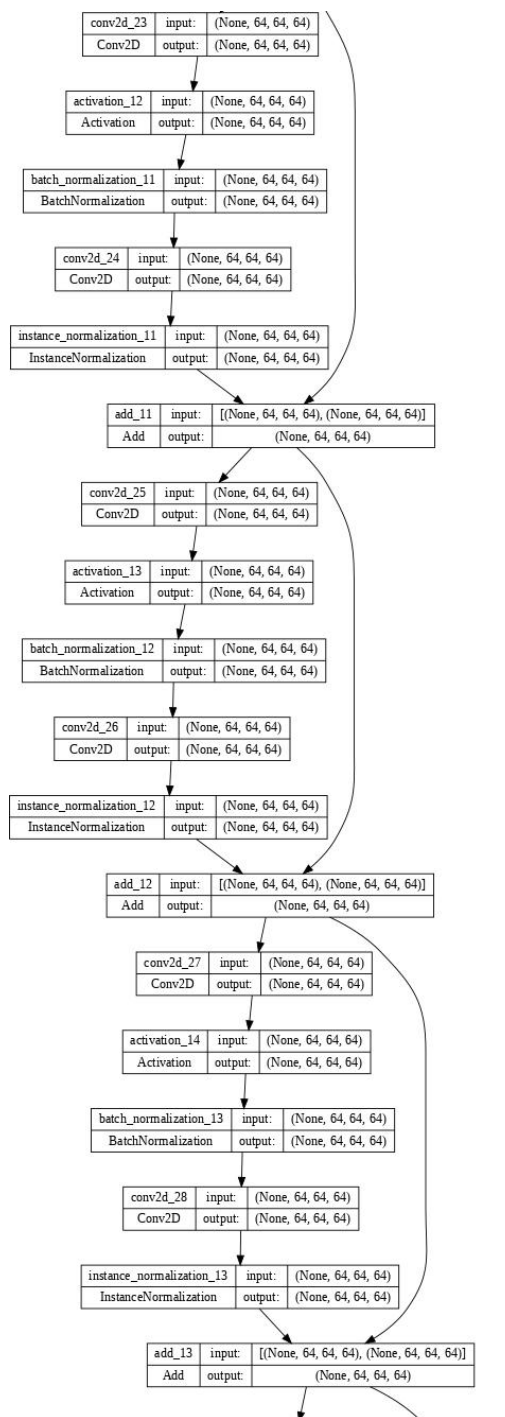 conv2d_23 input: (None, 64, 64, 64)
Conv2D output: (None, 64, 64, 64)
activation_12 input: (None, 64, 64, 64)
Activation output: (None, 64, 64, 64)
batch_normalization_11 input: (None, 64, 64, 64)
BatchNormalization output: (None, 64, 64, 64)
conv2d_24 input: (None, 64, 64, 64)
Conv2D output: (None, 64, 64, 64)
instance_normalization_11 input: (None, 64, 64, 64)
InstanceNormalization output: (None, 64, 64, 64)
add_11 input: [(None, 64, 64, 64), (None, 64, 64, 64)]
Add output: (None, 64, 64, 64)
conv2d_25 input: (None, 64, 64, 64)
Conv2D output: (None, 64, 64, 64)
activation_13 input: (None, 64, 64, 64)
Activation output: (None, 64, 64, 64)
batch_normalization_12 input: (None, 64, 64, 64)
BatchNormalization output: (None, 64, 64, 64)
conv2d_26 input: (None, 64, 64, 64)
Conv2D output: (None, 64, 64, 64)
instance_normalization_12 input: (None, 64, 64, 64)
InstanceNormalization output: (None, 64, 64, 64)
add_12 input: [(None, 64, 64, 64), (None, 64, 64, 64)]
Add output: (None, 64, 64, 64)
conv2d_27 input: (None, 64, 64, 64)
Conv2D output: (None, 64, 64, 64)
activation_14 input: (None, 64, 64, 64)
Activation output: (None, 64, 64, 64)
batch_normalization_13 input: (None, 64, 64, 64)
BatchNormalization output: (None, 64, 64, 64)
conv2d_28 input: (None, 64, 64, 64)
Conv2D output: (None, 64, 64, 64)
instance_normalization_13 input: (None, 64, 64, 64)
InstanceNormalization output: (None, 64, 64, 64)
add_13 input: [(None, 64, 64, 64), (None, 64, 64, 64)]
Add output: (None, 64, 64, 64)